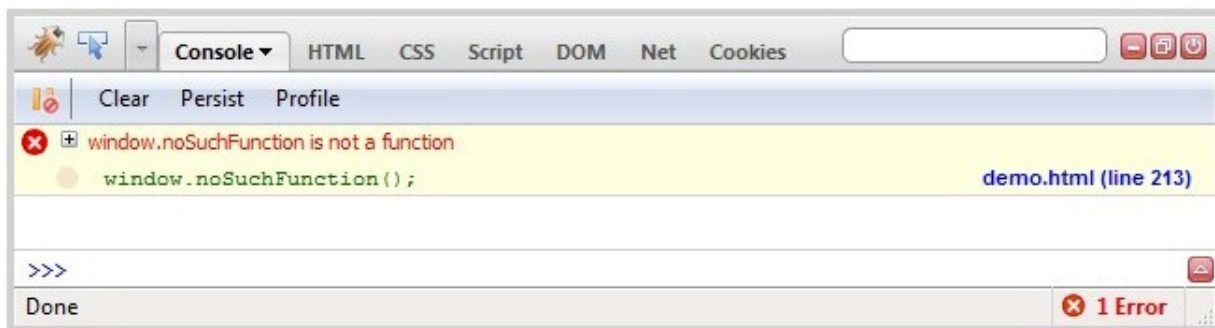 Console HTML CSS Script DOM Net Cookies
Clear Persist Profile
window.noSuchFunction is not a function
window.noSuchFunction(); demo.html (line 213)
>>>
Done 1 Error